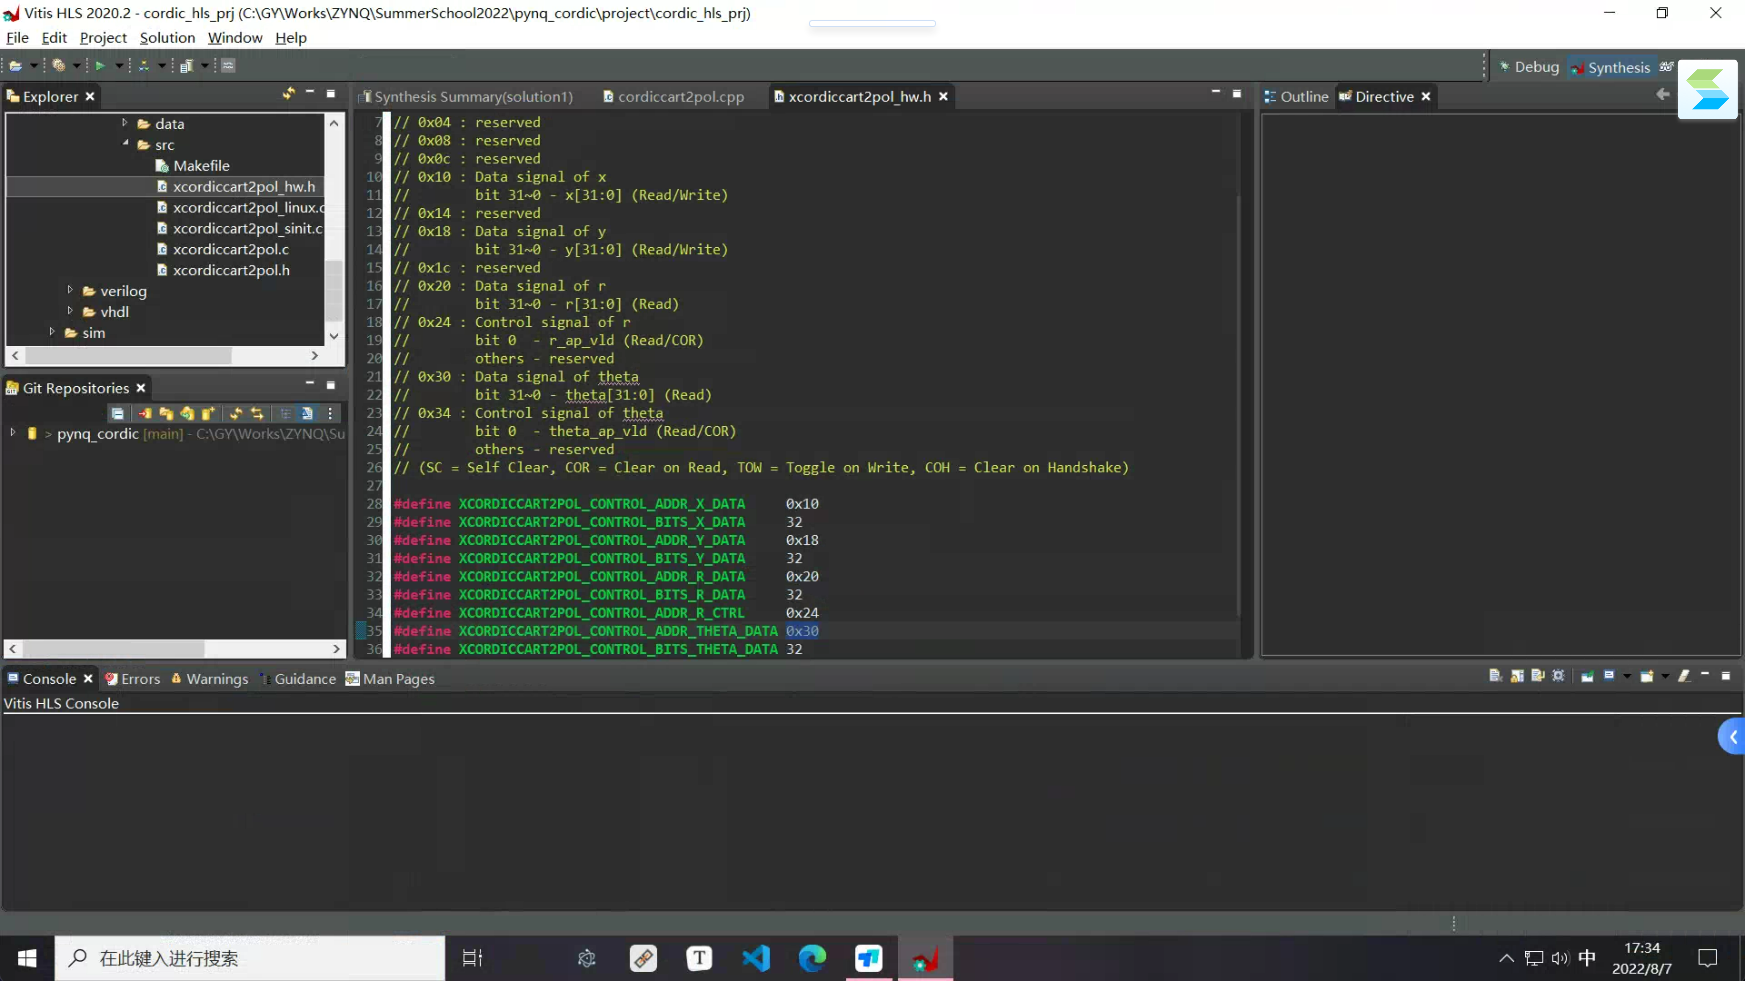 Vitis HLS 2020.2 - cordic_hls_prj (C:\GY\Works\ZYNQ\SummerSchool2022\pynq_cordic\project\cordic_hls_prj)
File Edit Project Solution Window Help
Debug Synthesis
Explorer
data
src
Makefile
xcordiccart2pol_hw.h
xcordiccart2pol_linux.c
xcordiccart2pol_sinit.c
xcordiccart2pol.c
xcordiccart2pol.h
verilog
vhdl
sim
Git Repositories
> pynq_cordic [main] - C:\GY\Works\ZYNQ\Su
Synthesis Summary(solution1) cordiccart2pol.cpp xcordiccart2pol_hw.h
7 // 0x04 : reserved
8 // 0x08 : reserved
9 // 0x0c : reserved
10 // 0x10 : Data signal of x
11 // bit 31~0 - x[31:0] (Read/Write)
12 // 0x14 : reserved
13 // 0x18 : Data signal of y
14 // bit 31~0 - y[31:0] (Read/Write)
15 // 0x1c : reserved
16 // 0x20 : Data signal of r
17 // bit 31~0 - r[31:0] (Read)
18 // 0x24 : Control signal of r
19 // bit 0 - r_ap_vld (Read/COR)
20 // others - reserved
21 // 0x30 : Data signal of theta
22 // bit 31~0 - theta[31:0] (Read)
23 // 0x34 : Control signal of theta
24 // bit 0 - theta_ap_vld (Read/COR)
25 // others - reserved
26 // (SC = Self Clear, COR = Clear on Read, TOW = Toggle on Write, COH = Clear on Handshake)
27
28 #define XCORDICCART2POL_CONTROL_ADDR_X_DATA 0x10
29 #define XCORDICCART2POL_CONTROL_BITS_X_DATA 32
30 #define XCORDICCART2POL_CONTROL_ADDR_Y_DATA 0x18
31 #define XCORDICCART2POL_CONTROL_BITS_Y_DATA 32
32 #define XCORDICCART2POL_CONTROL_ADDR_R_DATA 0x20
33 #define XCORDICCART2POL_CONTROL_BITS_R_DATA 32
34 #define XCORDICCART2POL_CONTROL_ADDR_R_CTRL 0x24
35 #define XCORDICCART2POL_CONTROL_ADDR_THETA_DATA 0x30
36 #define XCORDICCART2POL_CONTROL_BITS_THETA_DATA 32
Outline Directive
Console Errors Warnings Guidance Man Pages
Vitis HLS Console
在此键入进行搜索
T
中
17:34
2022/8/7